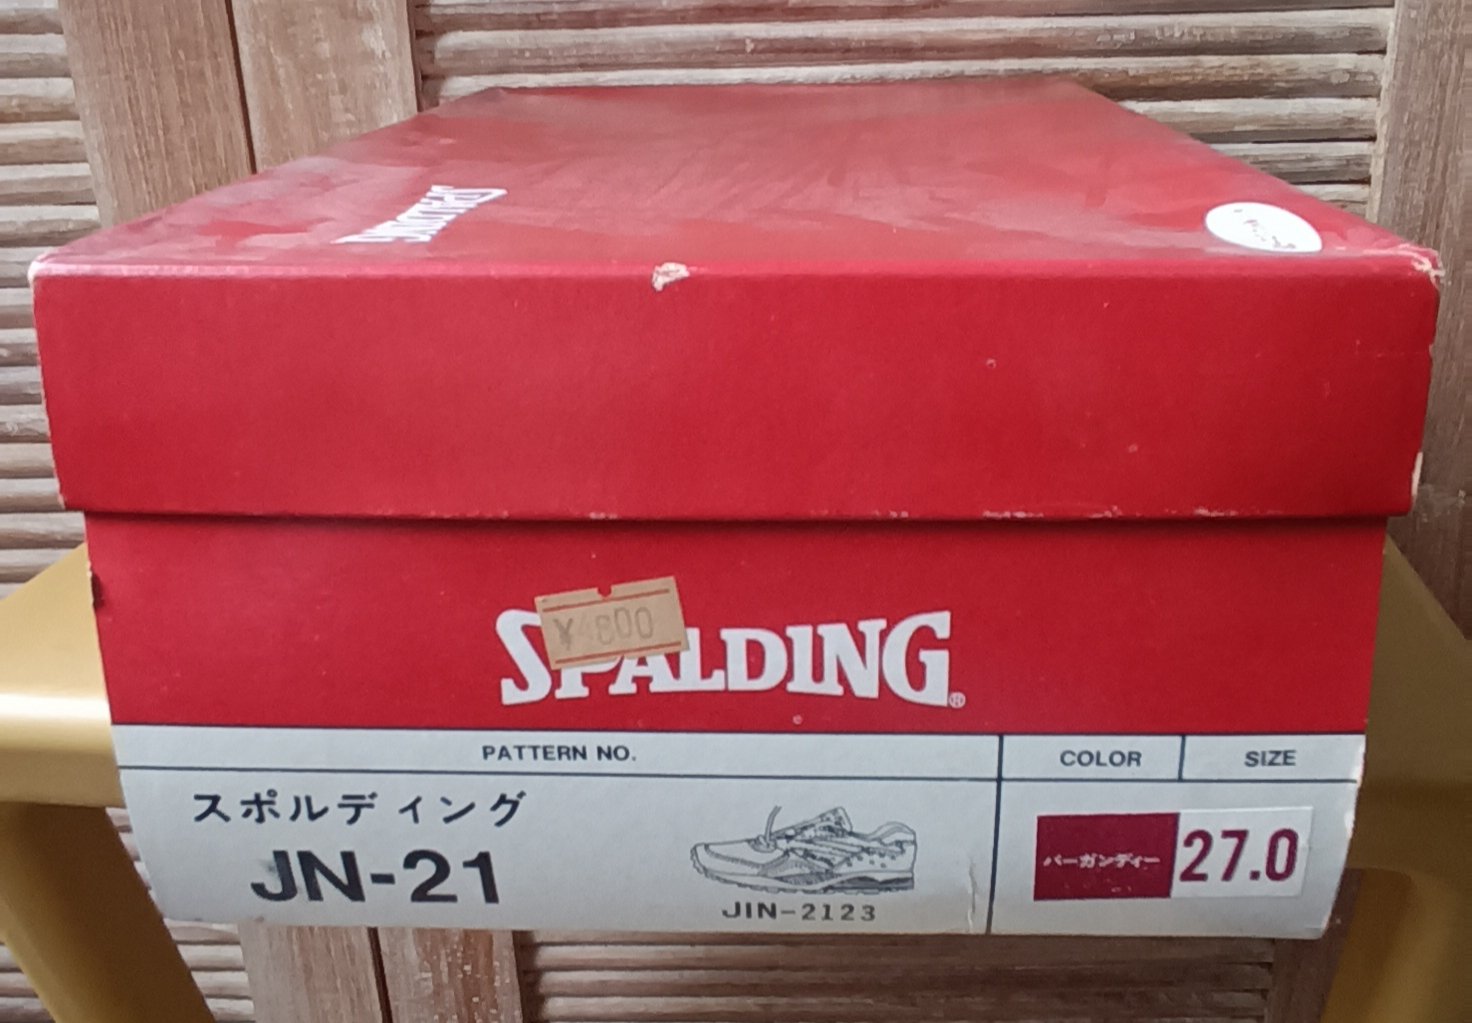 SPALDING
¥4800
SPALDING®
PATTERN NO.
COLOR
SIZE
スポルディング
JN-21
JIN-2123
バーガンディー
27.0